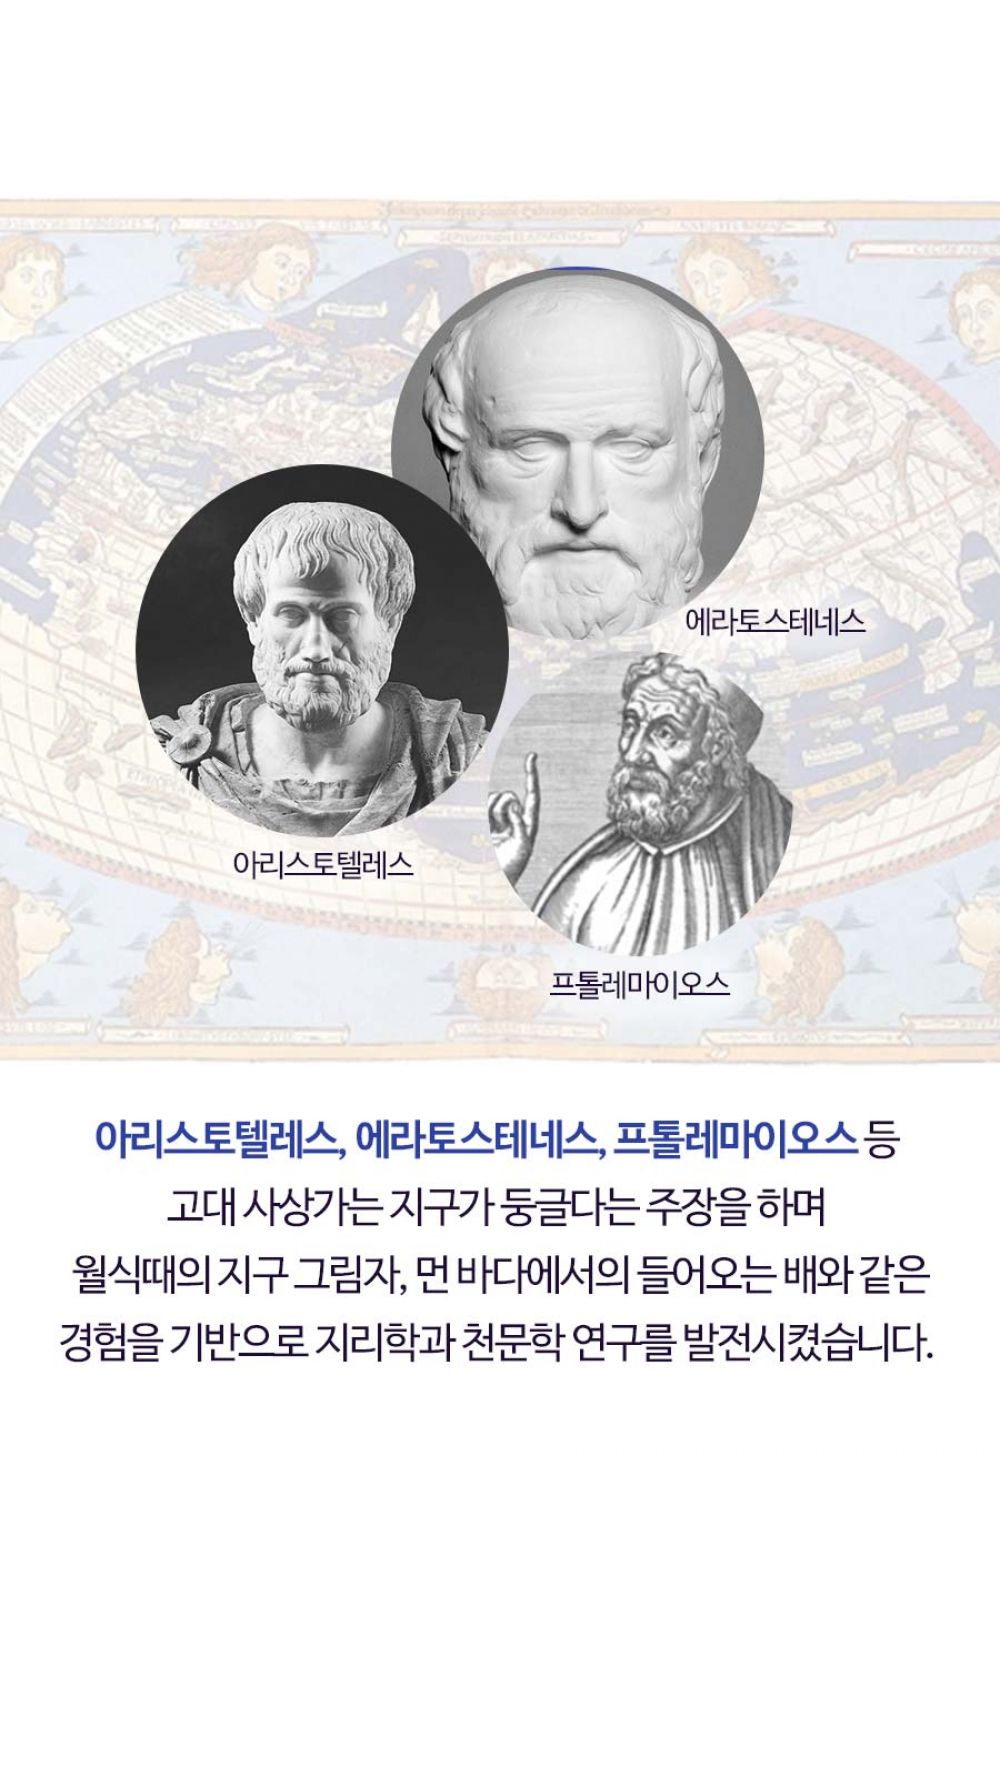 에라토스테네스
아리스토텔레스
프톨레마이오스
아리스토텔레스, 에라토스테네스, 프톨레마이오스 등
고대 사상가는 지구가 둥글다는 주장을 하며
월식때의 지구 그림자, 먼 바다에서의 들어오는 배와 같은
경험을 기반으로 지리학과 천문학 연구를 발전시켰습니다.